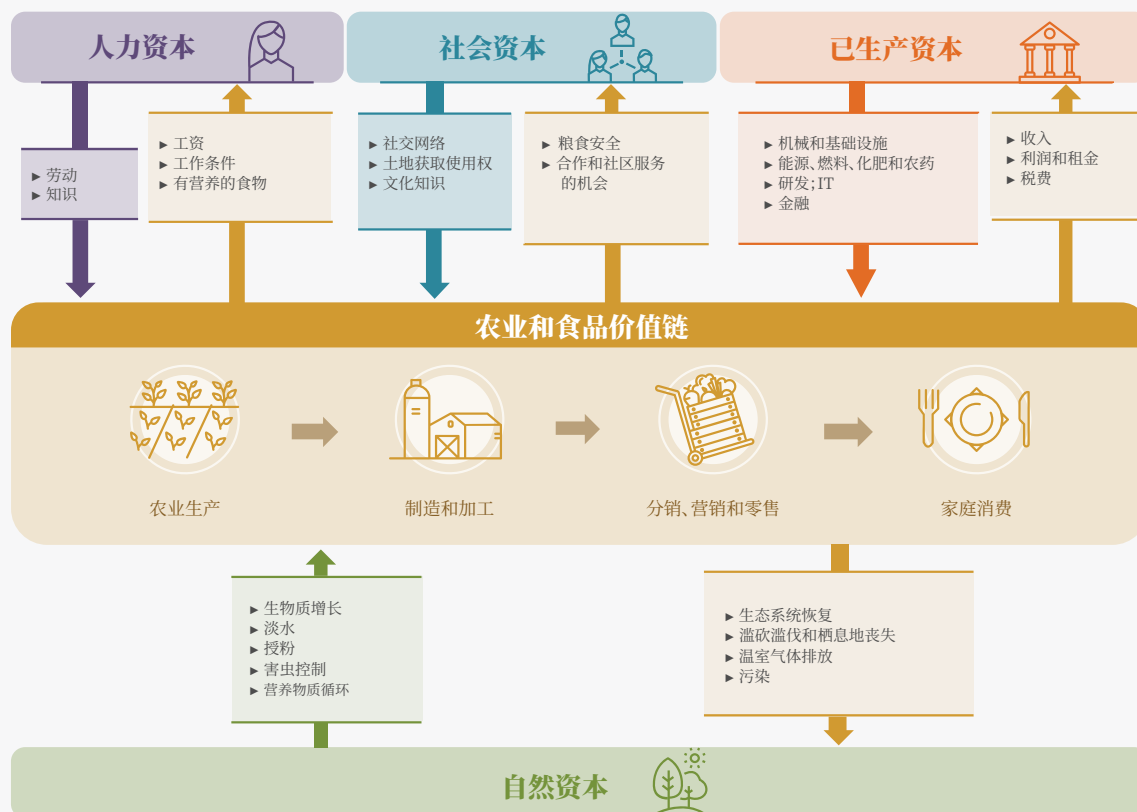 人力资本
社会资本
已生产资本
▶ 劳动
▶ 知识
▶ 工资
▶ 工作条件
▶ 有营养的食物
▶ 社交网络
▶ 土地获取使用权
▶ 文化知识
▶ 粮食安全
▶ 合作和社区服务
的机会
▶ 机械和基础设施
▶ 能源、燃料、化肥和农药
▶ 研发；IT
▶ 金融
▶ 收入
▶ 利润和租金
▶ 税费
农业和食品价值链
农业生产
制造和加工
分销、营销和零售
家庭消费
▶ 生物质增长
▶ 淡水
▶ 授粉
▶ 害虫控制
▶ 营养物质循环
▶ 生态系统恢复
▶ 滥砍滥伐和栖息地丧失
▶ 温室气体排放
▶ 污染
自然资本